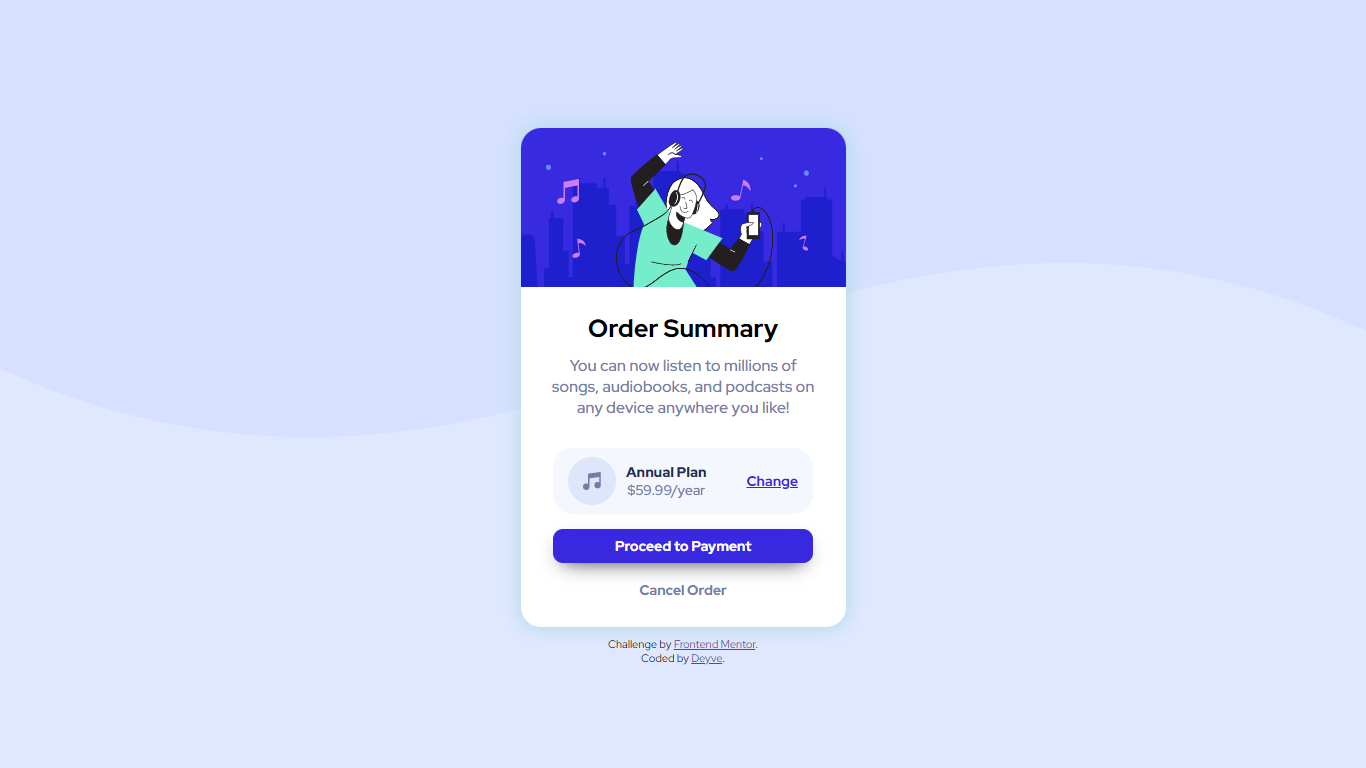 Order Summary
You can now listen to millions of
songs, audiobooks, and podcasts on
any device anywhere you like!
Annual Plan
$59.99/year
Change
Proceed to Payment
Cancel Order
Challenge by Frontend Mentor.
Coded by Deyve.